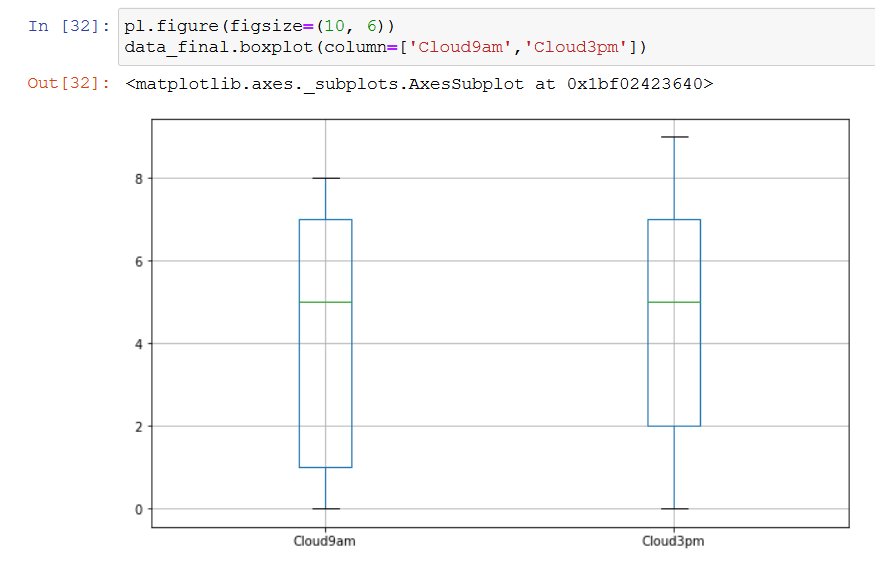 In [32]: pl.figure(figsize=(10, 6))
data_final.boxplot(column=['Cloud9am','Cloud3pm'])
Out[32]: <matplotlib.axes._subplots.AxesSubplot at 0x1bf02423640>
8
6
4
2
0
Cloud9am Cloud3pm